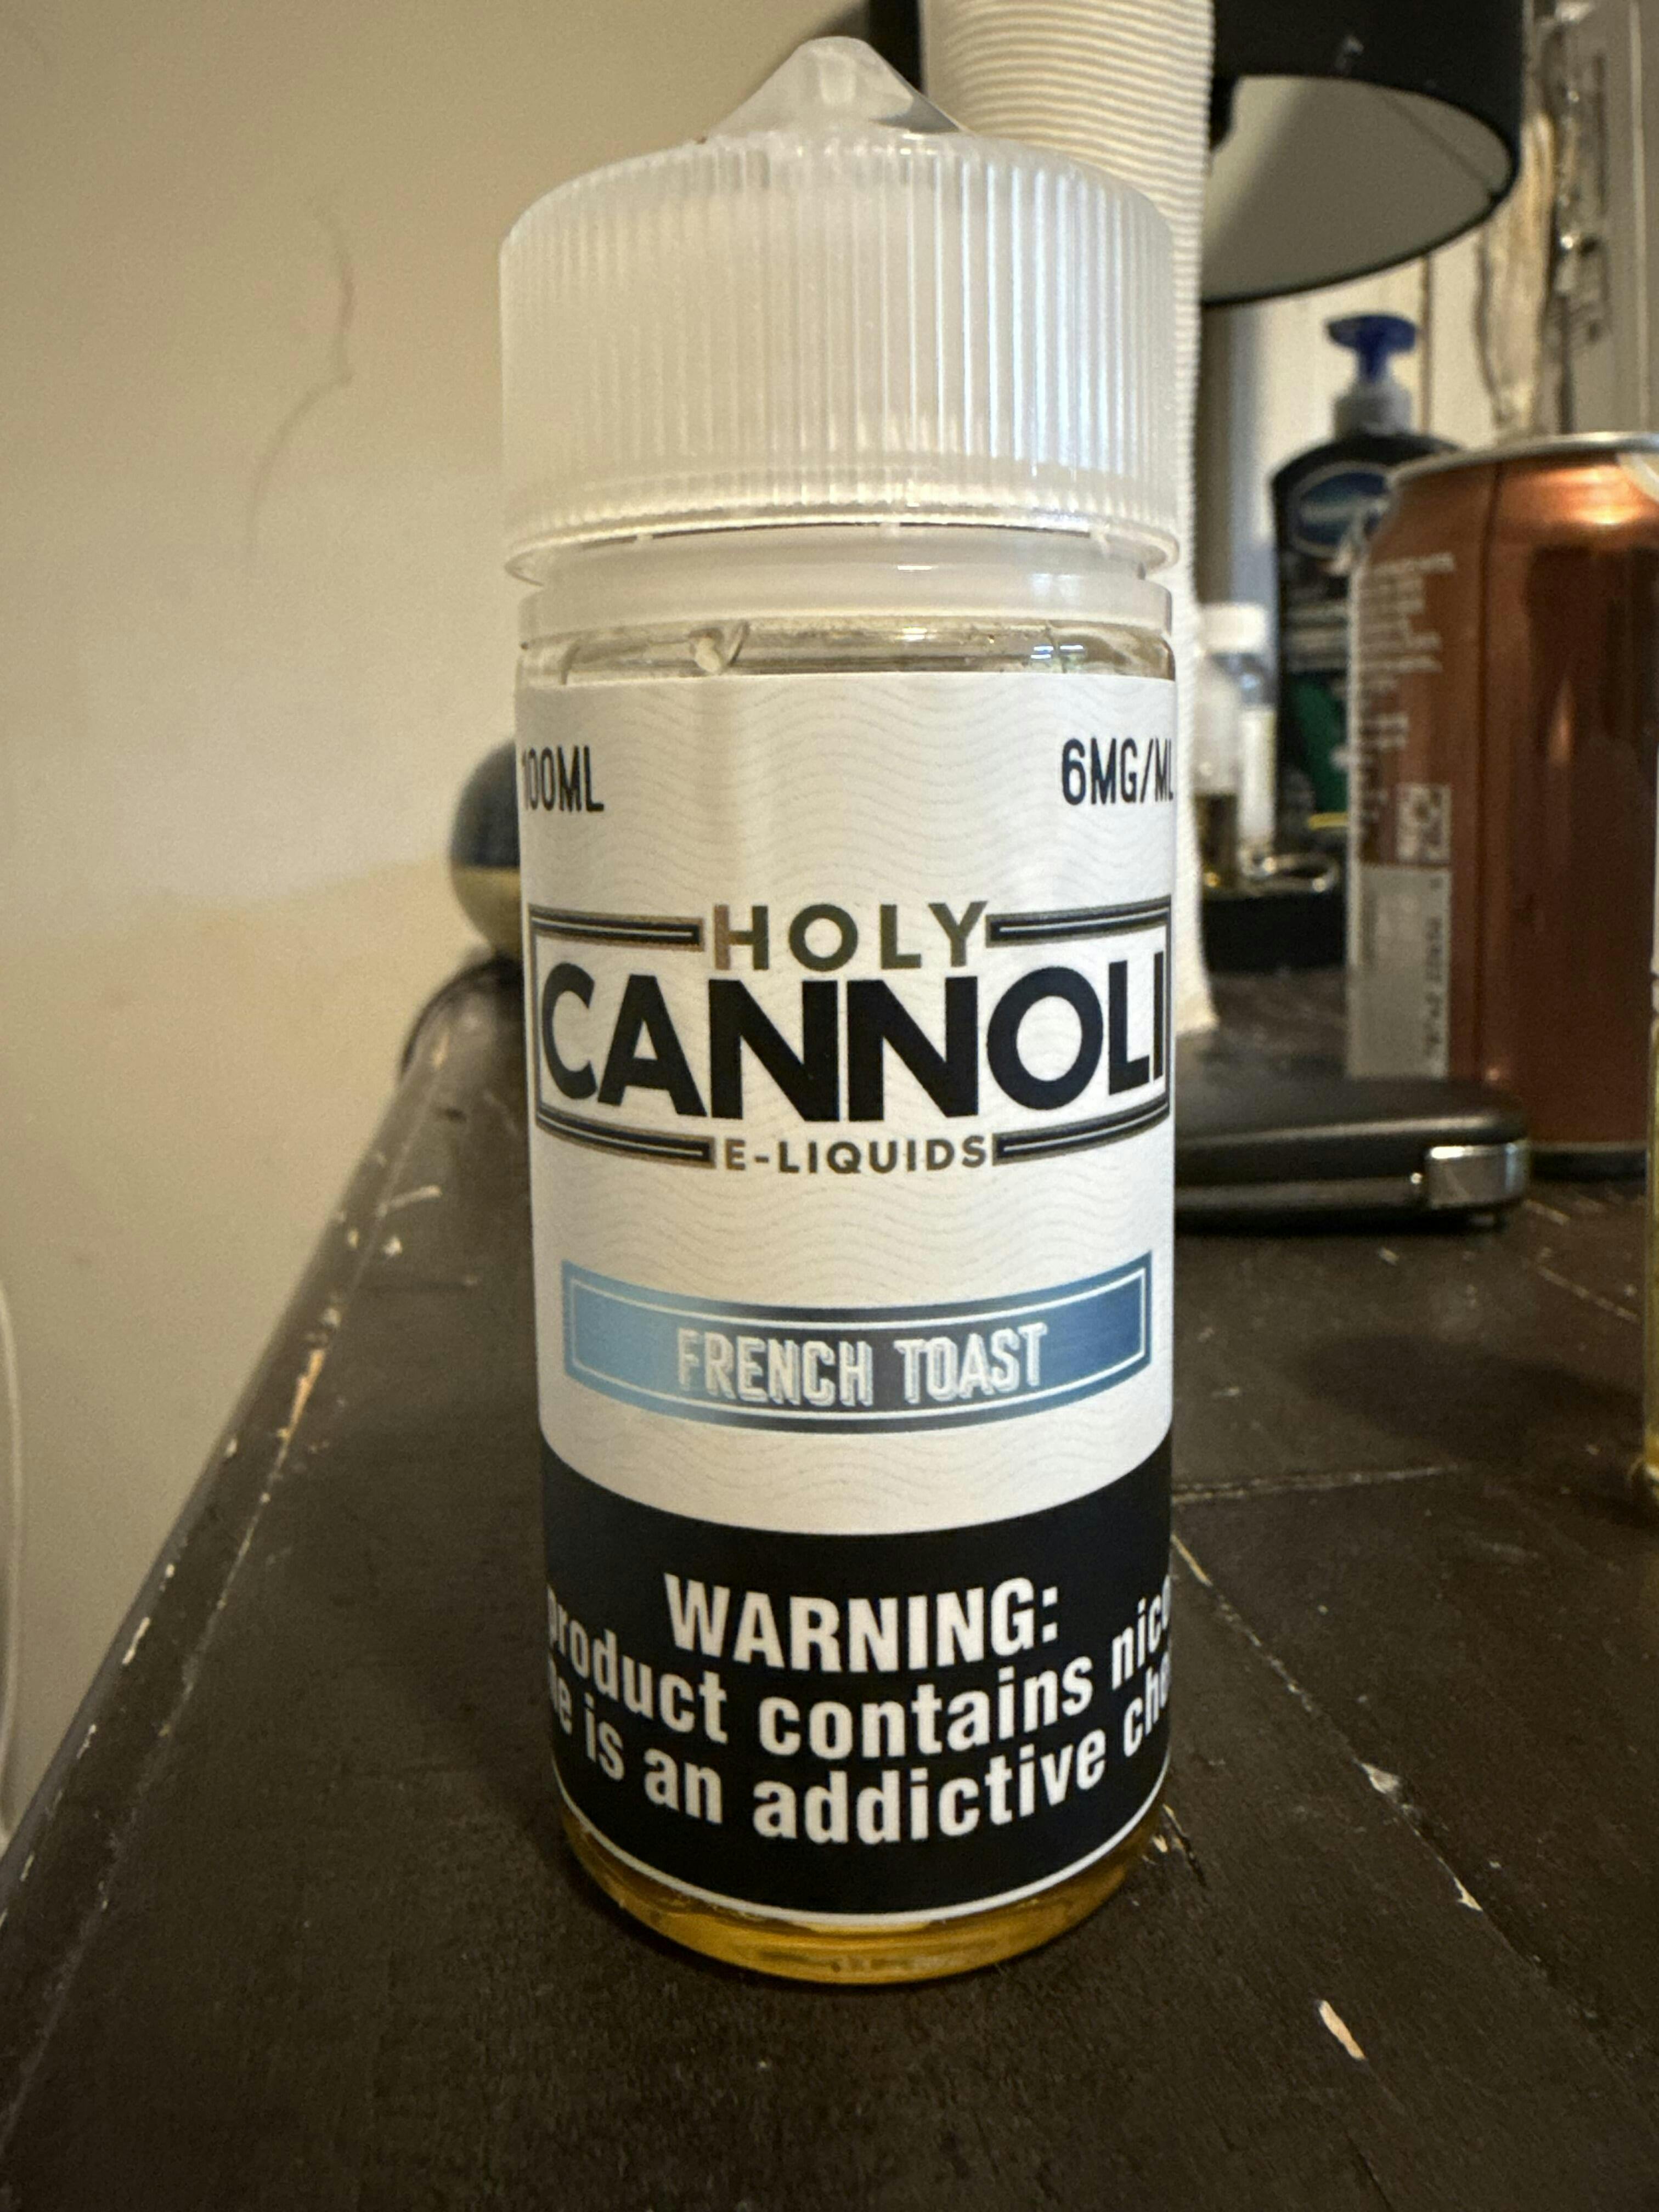 100ML 6MG/ML
HOLY
CANNOLI
E-LIQUIDS
FRENCH TOAST
WARNING:
product contains
is an addictive